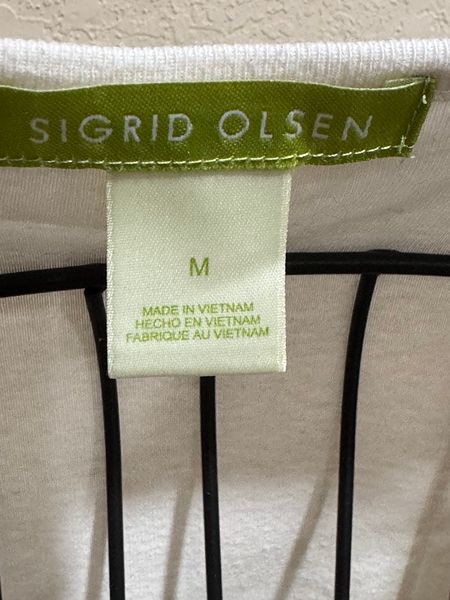 SIGRID OLSEN
M
MADE IN VIETNAM
HECHO EN VIETNAM
FABRIQUE AU VIETNAM